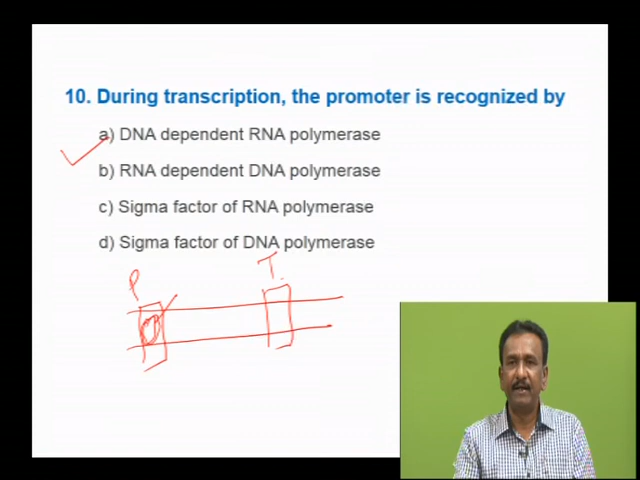 10. During transcription, the promoter is recognized by
a) DNA dependent RNA polymerase
b) RNA dependent DNA polymerase
c) Sigma factor of RNA polymerase
d) Sigma factor of DNA polymerase
P T